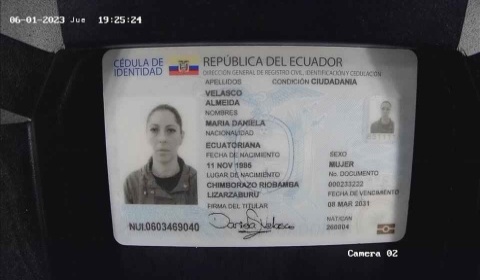 06-01-2023 Jue 19:25:24
CÉDULA DE IDENTIDAD
REPÚBLICA DEL ECUADOR
DIRECCIÓN GENERAL DE REGISTRO CIVIL, IDENTIFICACIÓN Y CEDULACIÓN
APELLIDOS CONDICIÓN CIUDADANIA
VELASCO
ALMEIDA
NOMBRES
MARIA DANIELA
NACIONALIDAD
ECUATORIANA
FECHA DE NACIMIENTO SEXO
11 NOV 1986 MUJER
LUGAR DE NACIMIENTO No. DOCUMENTO
CHIMBORAZO RIOBAMBA 000233222
LIZARZABURU FECHA DE VENCIMIENTO
08 MAR 2031
FIRMA DEL TITULAR NAT/CAN
NUI.0603469040 Daniela Velasco 260004
Camera 02